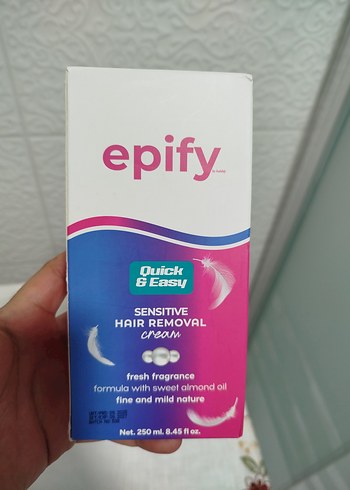 epify
Quick
& Easy
SENSITIVE
HAIR REMOVAL
cream
fresh fragrance
formula with sweet almond oil
fine and mild nature
Net. 250 ml. 8.45 fl oz.